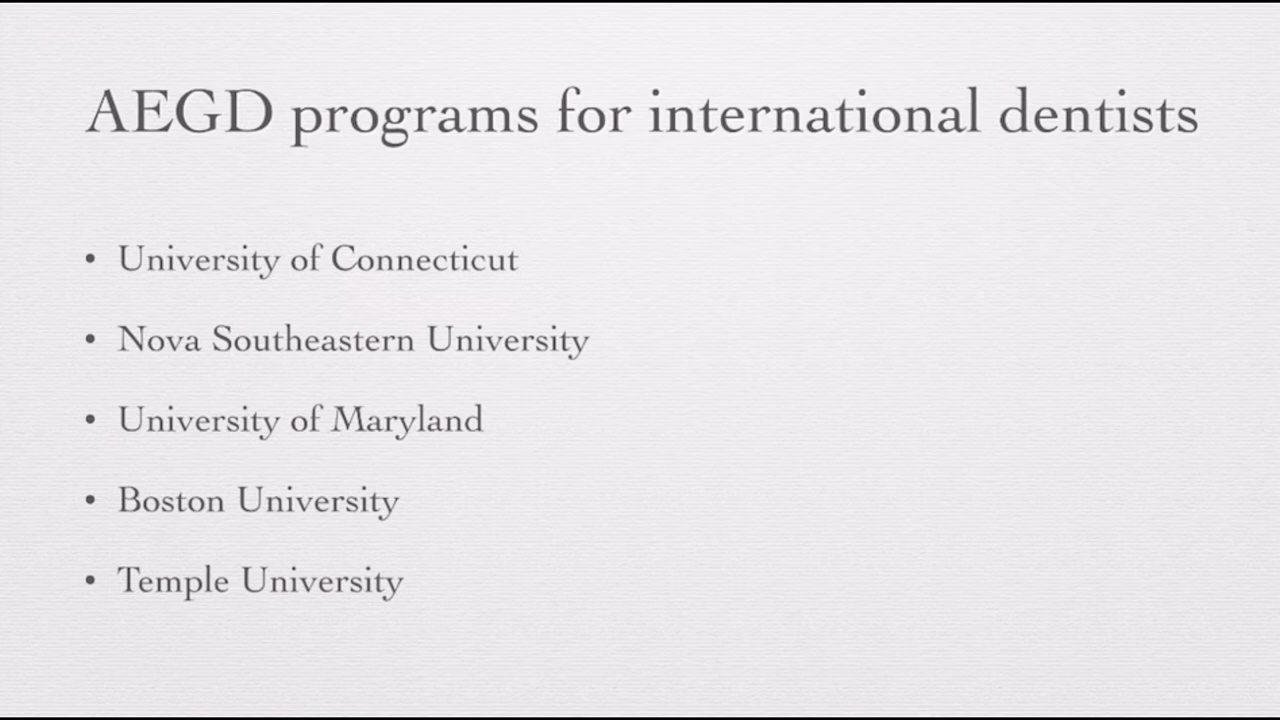 AEGD programs for international dentists
• University of Connecticut
• Nova Southeastern University
• University of Maryland
• Boston University
• Temple University